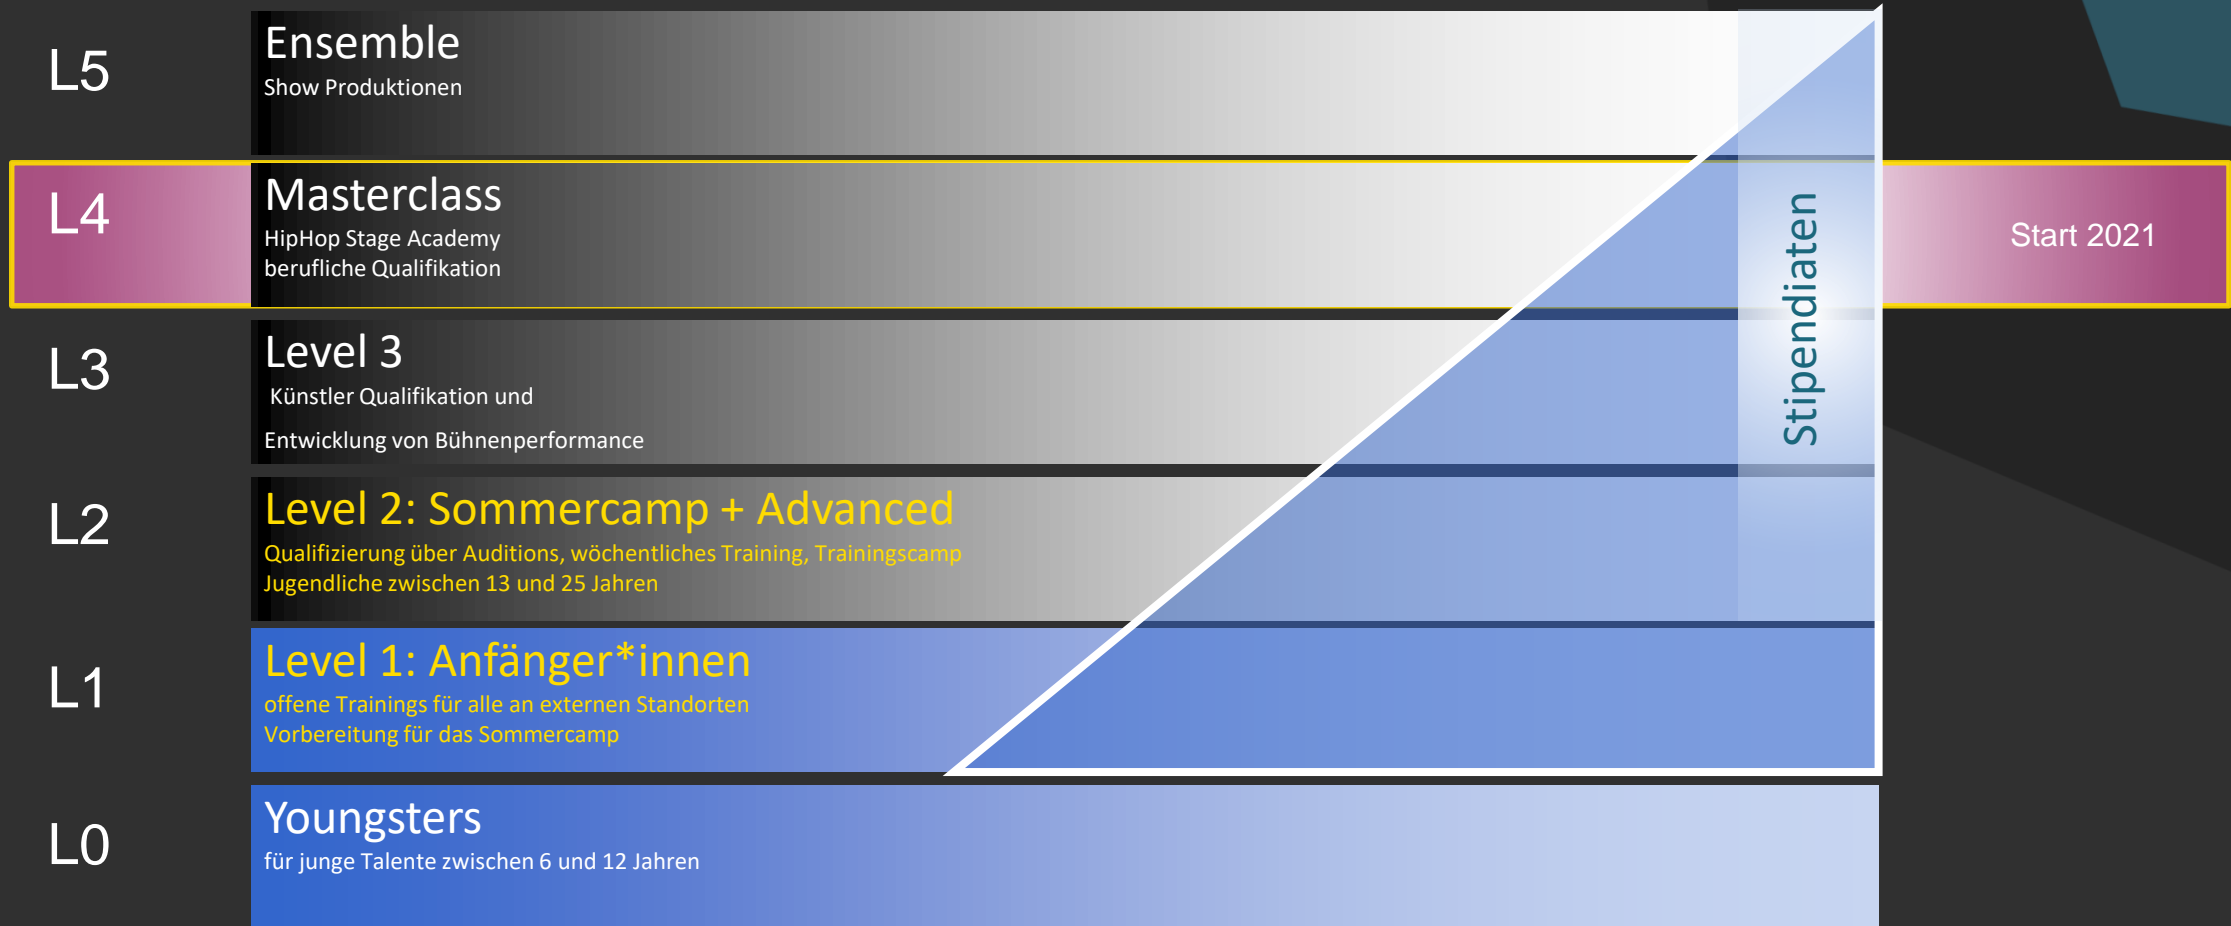 L5
Ensemble
Show Produktionen
L4
Masterclass
HipHop Stage Academy
berufliche Qualifikation
Start 2021
Stipendiaten
L3
Level 3
Künstler Qualifikation und
Entwicklung von Bühnenperformance
L2
Level 2: Sommercamp + Advanced
Qualifizierung über Auditions, wöchentliches Training, Trainingscamp
Jugendliche zwischen 13 und 25 Jahren
L1
Level 1: Anfänger*innen
offene Trainings für alle an externen Standorten
Vorbereitung für das Sommercamp
L0
Youngsters
für junge Talente zwischen 6 und 12 Jahren